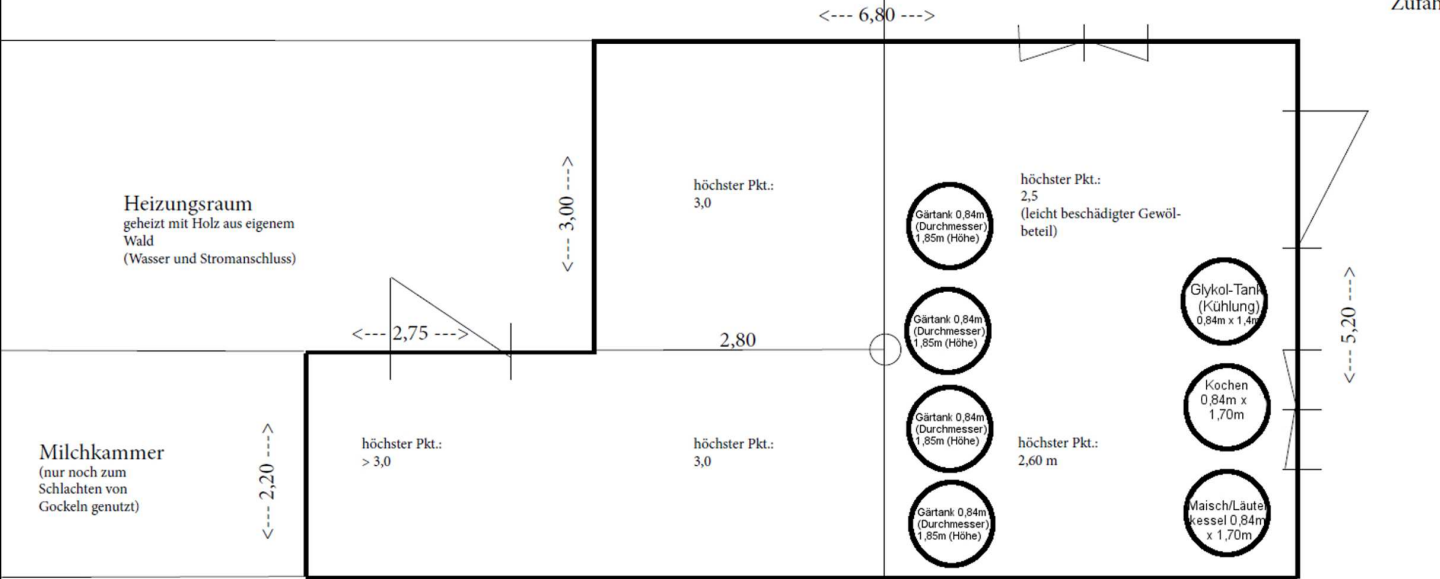 <--- 6,80 --->
Zufah
höchster Pkt.:
3,0
höchster Pkt.:
2,5
(leicht beschädigter Gewöl-
beteil)
Heizungsraum
geheizt mit Holz aus eigenem
Wald
(Wasser und Stromanschluss)
<--- 3,00 --->
Gärtank 0,84m
(Durchmesser)
1,85m (Höhe)
Glykol-Tank
(Kühlung)
0,84m x 1,4m
<--- 2,75 --->
2,80
Gärtank 0,84m
(Durchmesser)
1,85m (Höhe)
<--- 5,20 --->
Kochen
0,84m x
1,70m
Milchkammer
(nur noch zum
Schlachten von
Gockeln genutzt)
<--- 2,20 --->
höchster Pkt.:
> 3,0
höchster Pkt.:
3,0
Gärtank 0,84m
(Durchmesser)
1,85m (Höhe)
höchster Pkt.:
2,60 m
Gärtank 0,84m
(Durchmesser)
1,85m (Höhe)
Maisch/Läute
kessel 0,84m
x 1,70m